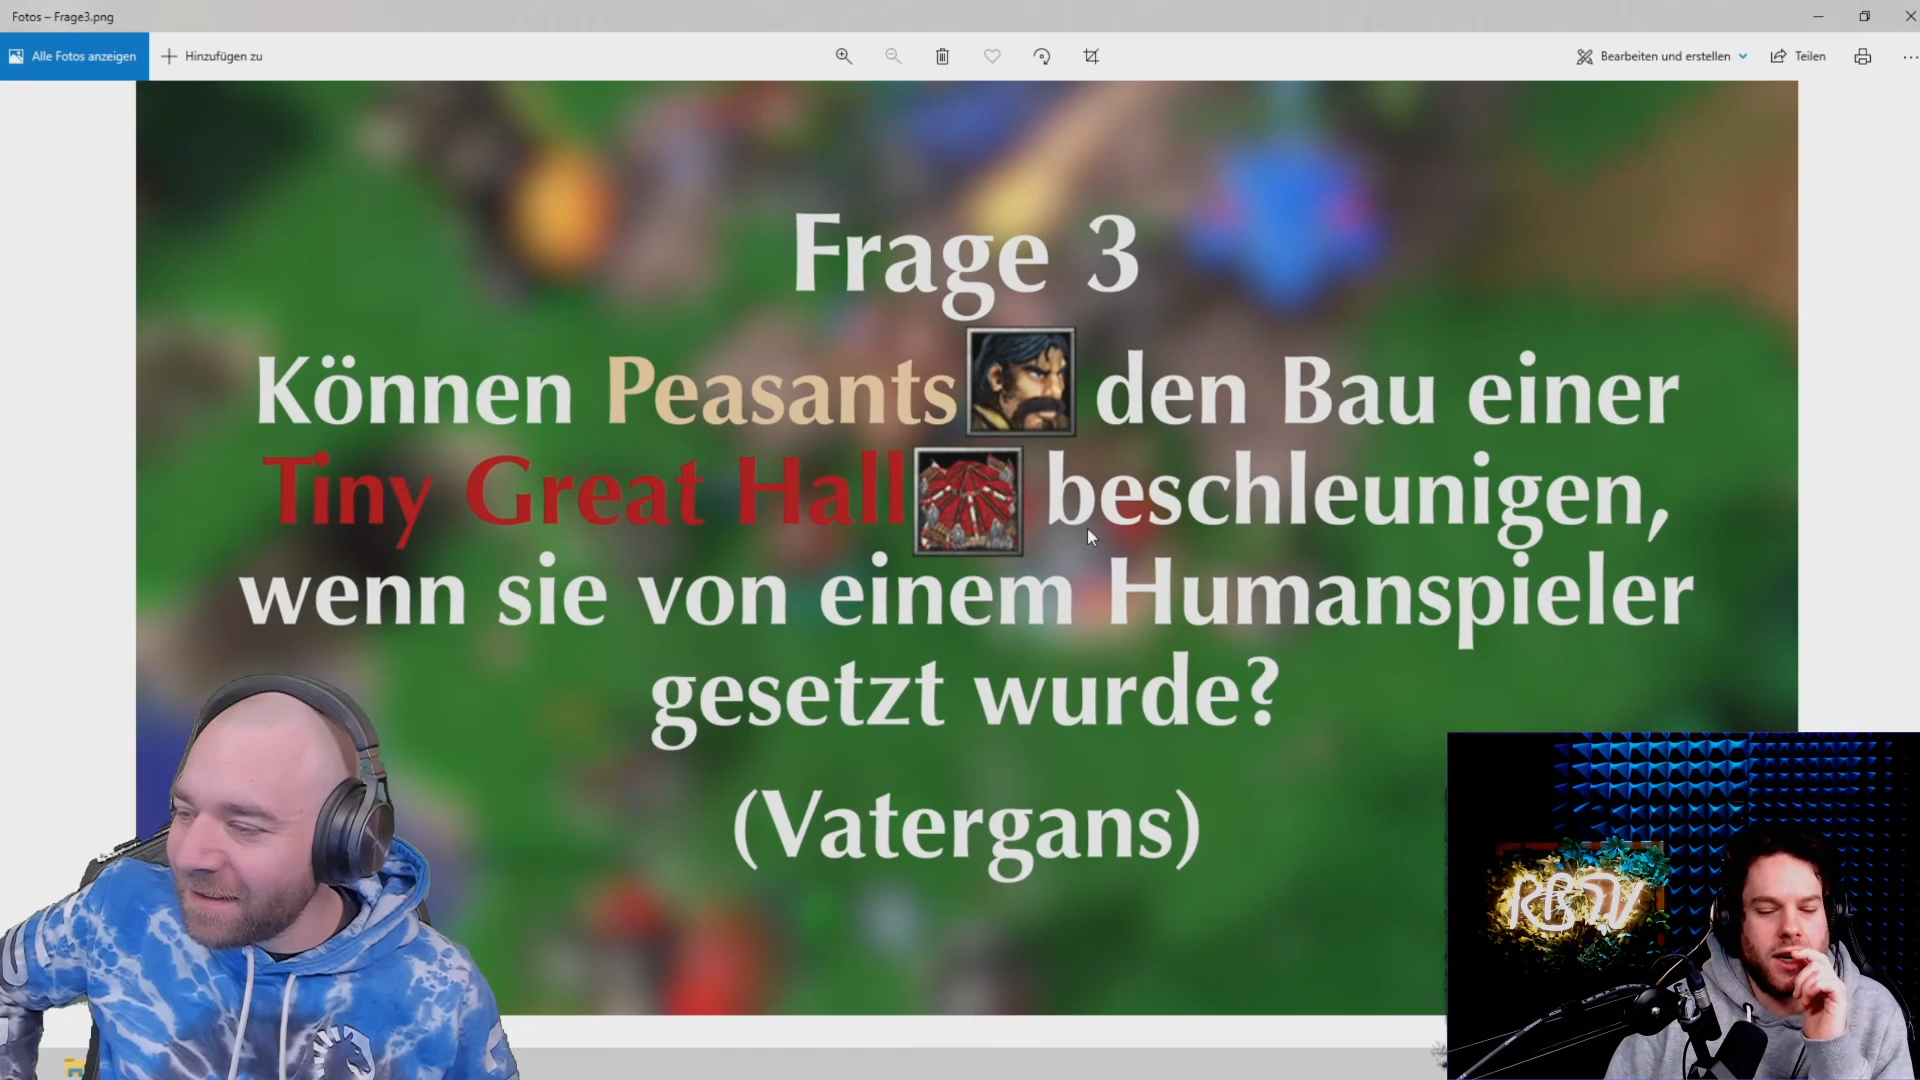 Fotos – Frage3.png
Alle Fotos anzeigen
Hinzufügen zu
Bearbeiten und erstellen
Teilen
Frage 3
Können Peasants den Bau einer
Tiny Great Hall beschleunigen,
wenn sie von einem Humanspieler
gesetzt wurde?
(Vatergans)
RBTV